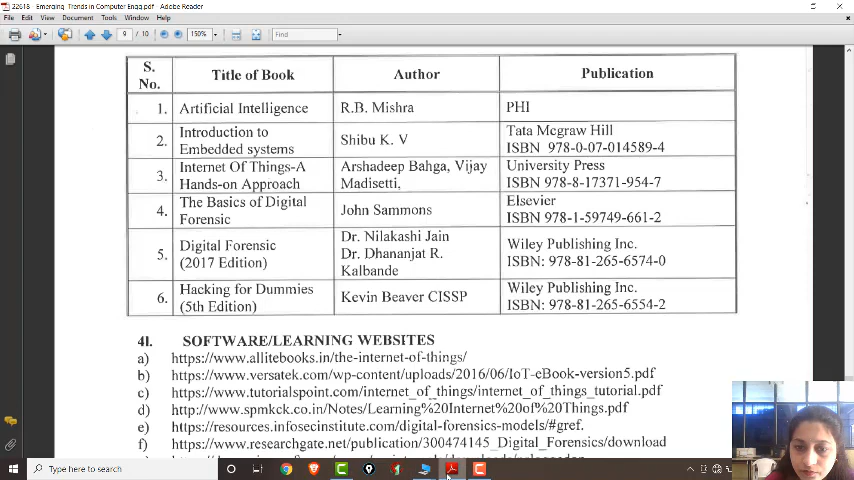 22618 - Emerging Trends in Computer Engg.pdf - Adobe Reader
File Edit View Document Tools Window Help
9 / 10 150% Find
S. No. Title of Book Author Publication
1. Artificial Intelligence R.B. Mishra PHI
2. Introduction to Embedded systems Shibu K. V Tata Mcgraw Hill ISBN 978-0-07-014589-4
3. Internet Of Things-A Hands-on Approach Arshadeep Bahga, Vijay Madisetti, University Press ISBN 978-8-17371-954-7
4. The Basics of Digital Forensic John Sammons Elsevier ISBN 978-1-59749-661-2
5. Digital Forensic (2017 Edition) Dr. Nilakashi Jain Dr. Dhananjat R. Kalbande Wiley Publishing Inc. ISBN: 978-81-265-6574-0
6. Hacking for Dummies (5th Edition) Kevin Beaver CISSP Wiley Publishing Inc. ISBN: 978-81-265-6554-2
4l. SOFTWARE/LEARNING WEBSITES
a) https://www.allitebooks.in/the-internet-of-things/
b) https://www.versatek.com/wp-content/uploads/2016/06/IoT-eBook-version5.pdf
c) https://www.tutorialspoint.com/internet_of_things/internet_of_things_tutorial.pdf
d) http://www.spmkck.co.in/Notes/Learning%20Internet%20of%20Things.pdf
e) https://resources.infosecinstitute.com/digital-forensics-models/#gref.
f) https://www.researchgate.net/publication/300474145_Digital_Forensics/download
Type here to search